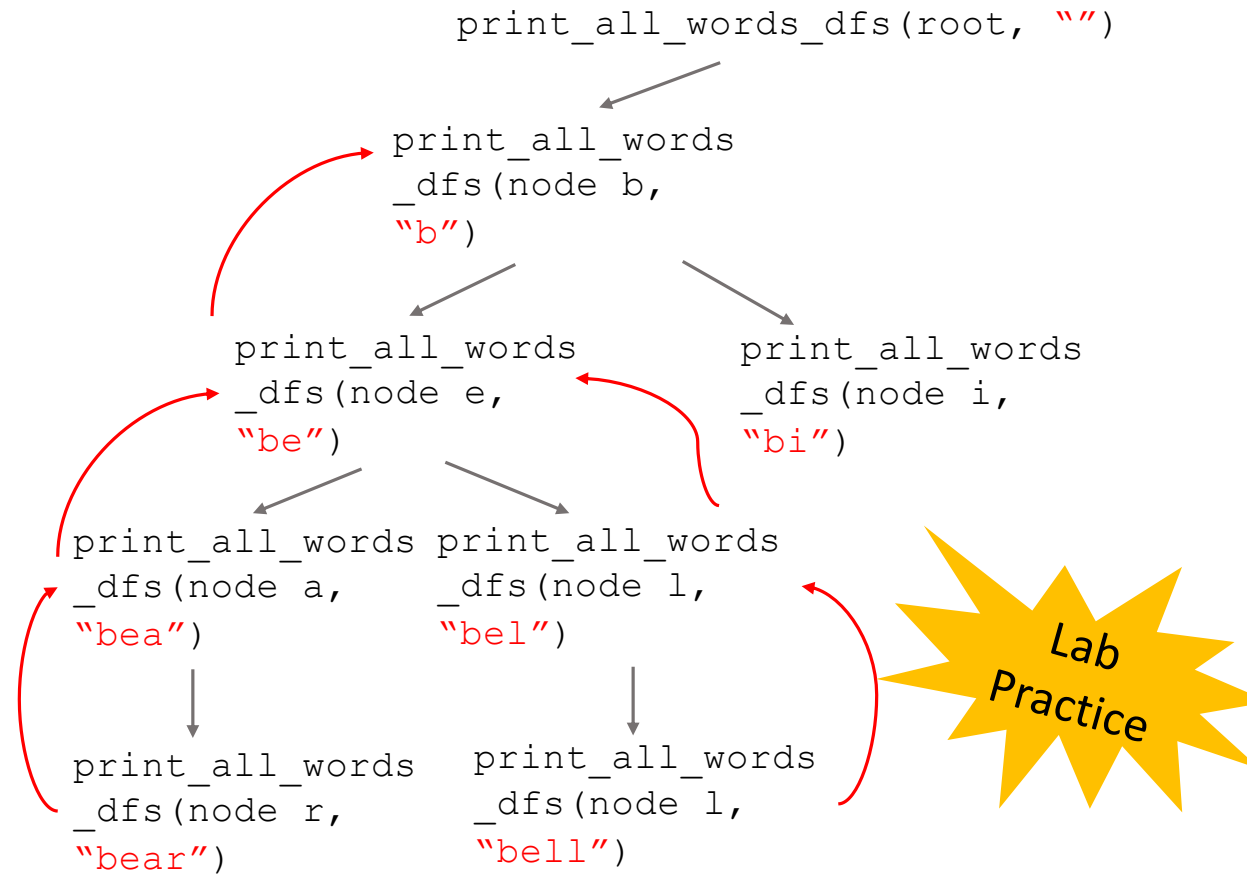 print_all_words_dfs(root, “”)
print_all_words
_dfs(node b,
“b”)
print_all_words
_dfs(node e,
“be”)
print_all_words
_dfs(node i,
“bi”)
print_all_words
_dfs(node a,
“bea”)
print_all_words
_dfs(node l,
“bel”)
Lab
Practice
print_all_words
_dfs(node r,
“bear”)
print_all_words
_dfs(node l,
“bell”)